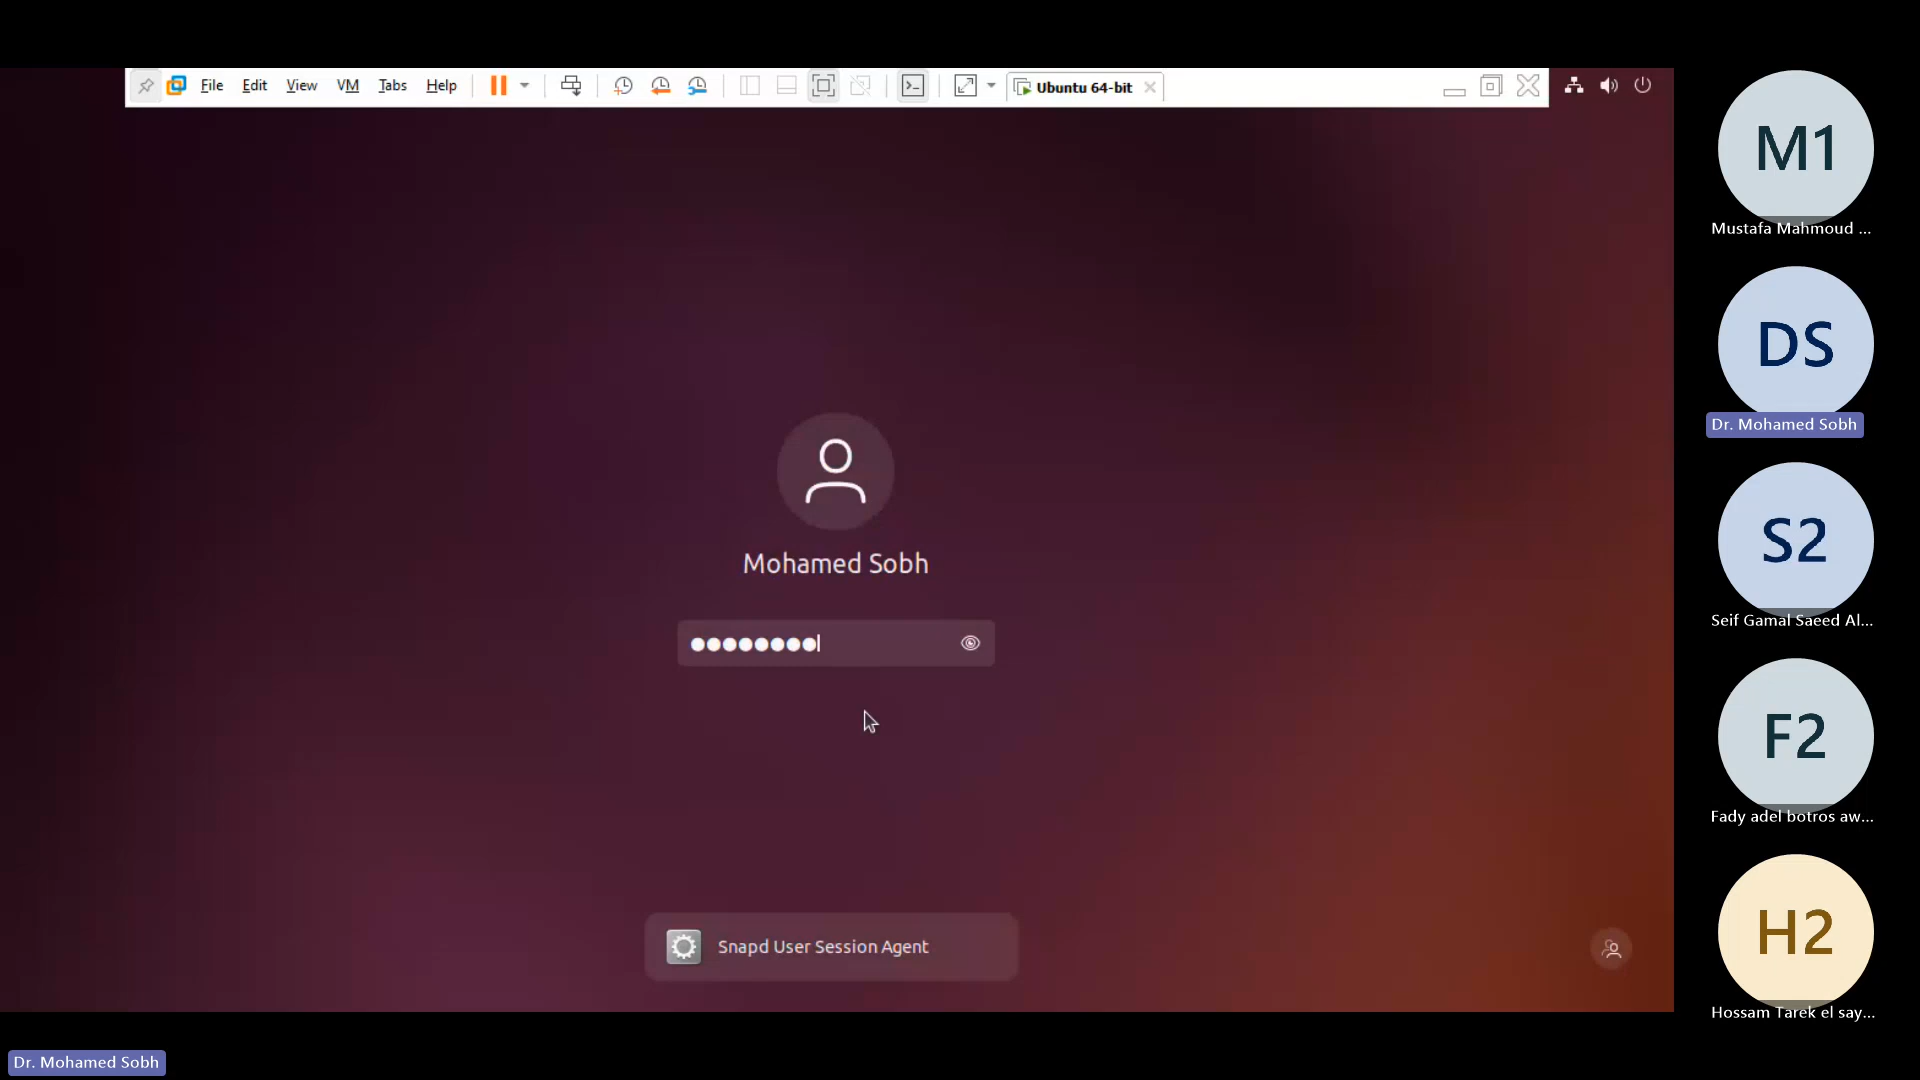 File Edit View VM Tabs Help
Ubuntu 64-bit
Mohamed Sobh
Snapd User Session Agent
M1
Mustafa Mahmoud ...
DS
Dr. Mohamed Sobh
S2
Seif Gamal Saeed Al...
F2
Fady adel botros aw...
H2
Hossam Tarek el say...
Dr. Mohamed Sobh